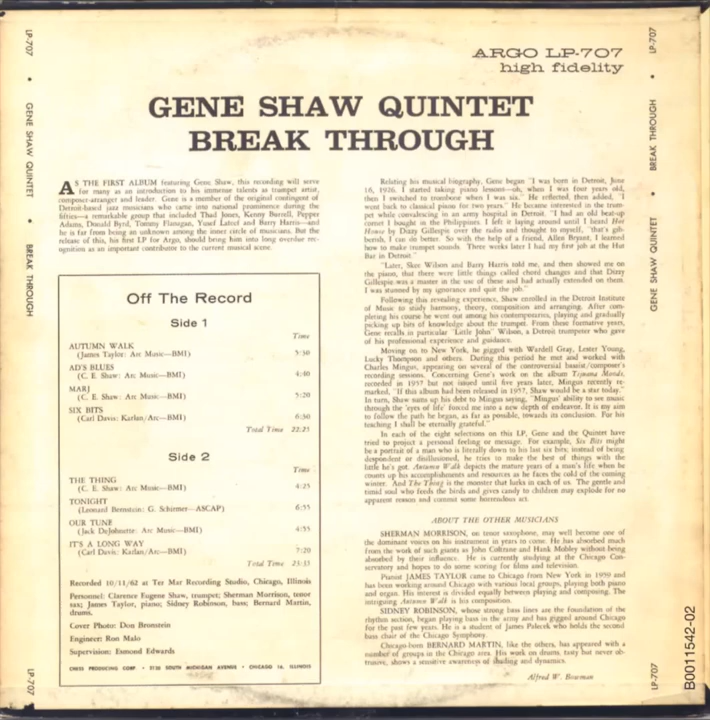 ARGO LP-707
high fidelity
GENE SHAW QUINTET
BREAK THROUGH
AS THE FIRST ALBUM featuring Gene Shaw, this recording will serve
for many as an introduction to his immense talents as trumpet artist,
composer-arranger and leader. Gene is a member of the original contingent of
Detroit-based jazz musicians who came into national prominence during the
fifties—a remarkable group that included Thad Jones, Kenny Burrell, Pepper
Adams, Donald Byrd, Tommy Flanagan, Yusef Lateef and Barry Harris—and
he is far from being an unknown among the inner circle of musicians. But the
release of this, his first LP for Argo, should bring him into long overdue rec-
ognition as an important contributor to the current musical scene.
Off The Record
Side 1
Time
AUTUMN WALK
(James Taylor: Arc Music—BMI) 5:50
AD'S BLUES
(C. E. Shaw: Arc Music—BMI) 4:40
MARJ
(C. E. Shaw: Arc Music—BMI) 5:20
SIX BITS
(Carl Davis: Karlan/Arc—BMI) 6:30
Total Time 22:25
Side 2
Time
THE THING
(C. E. Shaw: Arc Music—BMI) 4:25
TONIGHT
(Leonard Bernstein: G. Schirmer—ASCAP) 6:55
OUR TUNE
(Jack DeJohnette: Arc Music—BMI) 4:55
IT'S A LONG WAY
(Carl Davis: Karlan/Arc—BMI) 7:20
Total Time 23:35
Recorded 10/11/62 at Ter Mar Recording Studio, Chicago, Illinois
Personnel: Clarence Eugene Shaw, trumpet; Sherman Morrison, tenor
sax; James Taylor, piano; Sidney Robinson, bass; Bernard Martin,
drums.
Cover Photo: Don Bronstein
Engineer: Ron Malo
Supervision: Esmond Edwards
CHESS PRODUCING CORP. • 2120 SOUTH MICHIGAN AVENUE • CHICAGO 16, ILLINOIS
Relating his musical biography, Gene began "I was born in Detroit, June
16, 1926. I started taking piano lessons—oh, when I was four years old,
then I switched to trombone when I was six." He reflected, then added, "I
went back to classical piano for two years." He became interested in the trum-
pet while convalescing in an army hospital in Detroit. "I had an old beat-up
cornet I bought in the Philippines. I left it laying around until I heard Hot
House by Dizzy Gillespie over the radio and thought to myself, 'that's gib-
berish, I can do better. So with the help of a friend, Allen Bryant, I learned
how to make trumpet sounds. Three weeks later I had my first job at the Hut
Bar in Detroit."
"Later, Skee Wilson and Barry Harris told me, and then showed me on
the piano, that there were little things called chord changes and that Dizzy
Gillespie was a master in the use of these and had actually extended on them.
I was stunned by my ignorance and quit the job."
Following this revealing experience, Shaw enrolled in the Detroit Institute
of Music to study harmony, theory, composition and arranging. After com-
pleting his course he went out among his contemporaries, playing and gradually
picking up bits of knowledge about the trumpet. From these formative years,
Gene recalls in particular "Little John" Wilson, a Detroit trumpeter who gave
of his professional experience and guidance.
Moving on to New York, he gigged with Wardell Gray, Lester Young,
Lucky Thompson and others. During this period he met and worked with
Charles Mingus, appearing on several of the controversial bassist/composer's
recording sessions. Concerning Gene's work on the album Tijuana Moods,
recorded in 1957 but not issued until five years later, Mingus recently re-
marked, "If this album had been released in 1957, Shaw would be a star today."
In turn, Shaw sums up his debt to Mingus saying, "Mingus' ability to see music
through the 'eyes of life' forced me into a new depth of endeavor. It is my aim
to follow the path he began, as far as possible, towards its conclusion. For his
teaching I shall be eternally grateful."
In each of the eight selections on this LP, Gene and the Quintet have
tried to project a personal feeling or message. For example, Six Bits might
be a portrait of a man who is literally down to his last six bits; instead of being
despondent or disillusioned, he tries to make the best of things with the
little he's got. Autumn Walk depicts the mature years of a man's life when he
counts up his accomplishments and resources as he faces the cold of the coming
winter. And The Thing is the monster that lurks in each of us. The gentle and
timid soul who feeds the birds and gives candy to children may explode for no
apparent reason and commit some horrendous act.
ABOUT THE OTHER MUSICIANS
SHERMAN MORRISON, on tenor saxophone, may well become one of
the dominant voices on his instrument in years to come. He has absorbed much
from the work of such giants as John Coltrane and Hank Mobley without being
absorbed by their influence. He is currently studying at the Chicago Con-
servatory and hopes to do some scoring for films and television.
Pianist JAMES TAYLOR came to Chicago from New York in 1959 and
has been working around Chicago with various local groups, playing both piano
and organ. His interest is divided equally between playing and composing. The
intriguing Autumn Walk is his composition.
SIDNEY ROBINSON, whose strong bass lines are the foundation of the
rhythm section, began playing bass in the army and has gigged around Chicago
for the past few years. He is a student of James Palecek who holds the second
bass chair of the Chicago Symphony.
Chicago-born BERNARD MARTIN, like the others, has appeared with a
number of groups in the Chicago area. His work on drums, tasty but never ob-
trusive, shows a sensitive awareness of shading and dynamics.
Alfred W. Bowman
LP-707 • GENE SHAW QUINTET • BREAK THROUGH LP-707
LP-707 • BREAK THROUGH • GENE SHAW QUINTET • LP-707
B0011542-02